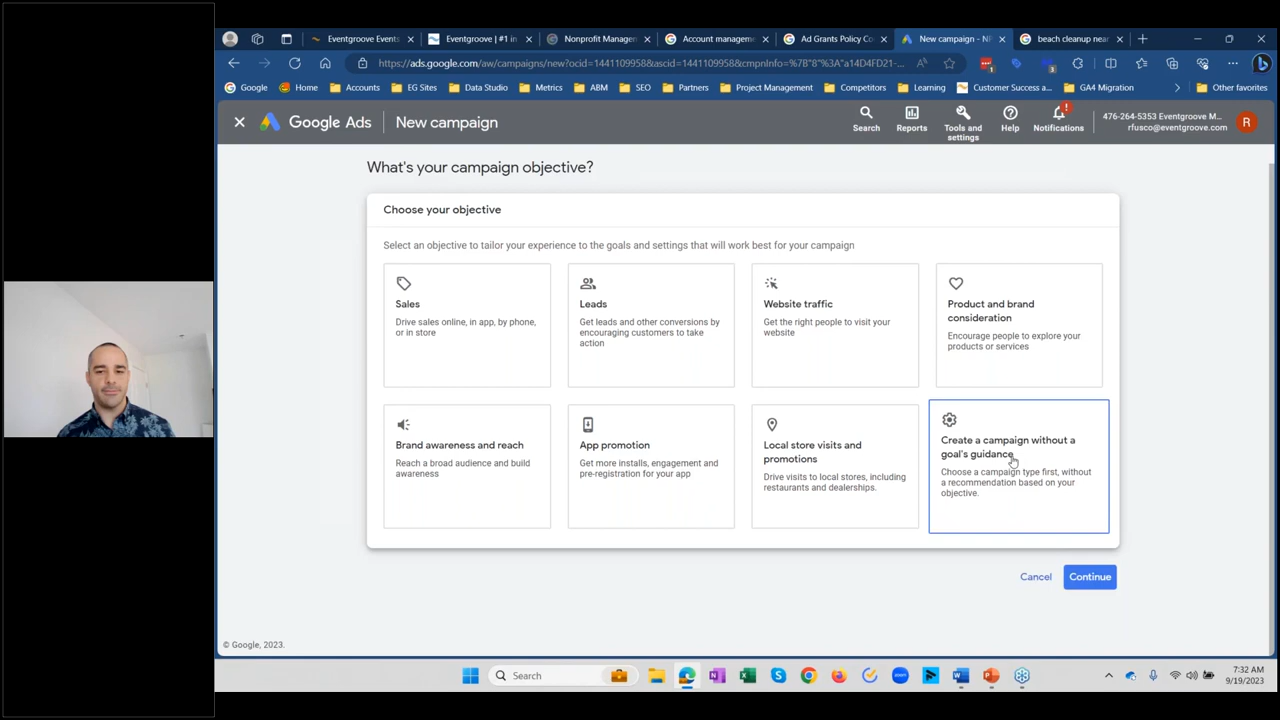 Eventgroove Events
Eventgroove | #1 in
Nonprofit Manager
Account manageme
Ad Grants Policy Co
New campaign - NP
beach cleanup near
https://ads.google.com/aw/campaigns/new?ocid=1441109958&ascid=1441109958&cmpnInfo=%7B"8"%3A"a14D4FD21-...
Google
Home
Accounts
EG Sites
Data Studio
Metrics
ABM
SEO
Partners
Project Management
Competitors
Learning
Customer Success a...
GA4 Migration
Other favorites
Google Ads
New campaign
Search
Reports
Tools and
settings
Help
Notifications
476-264-5353 Eventgroove M...
rfusco@eventgroove.com
R
What's your campaign objective?
Choose your objective
Select an objective to tailor your experience to the goals and settings that will work best for your campaign
Sales
Drive sales online, in app, by phone,
or in store
Leads
Get leads and other conversions by
encouraging customers to take
action
Website traffic
Get the right people to visit your
website
Product and brand
consideration
Encourage people to explore your
products or services
Brand awareness and reach
Reach a broad audience and build
awareness
App promotion
Get more installs, engagement and
pre-registration for your app
Local store visits and
promotions
Drive visits to local stores, including
restaurants and dealerships.
Create a campaign without a
goal's guidance
Choose a campaign type first, without
a recommendation based on your
objective.
Cancel
Continue
© Google, 2023.
Search
7:32 AM
9/19/2023